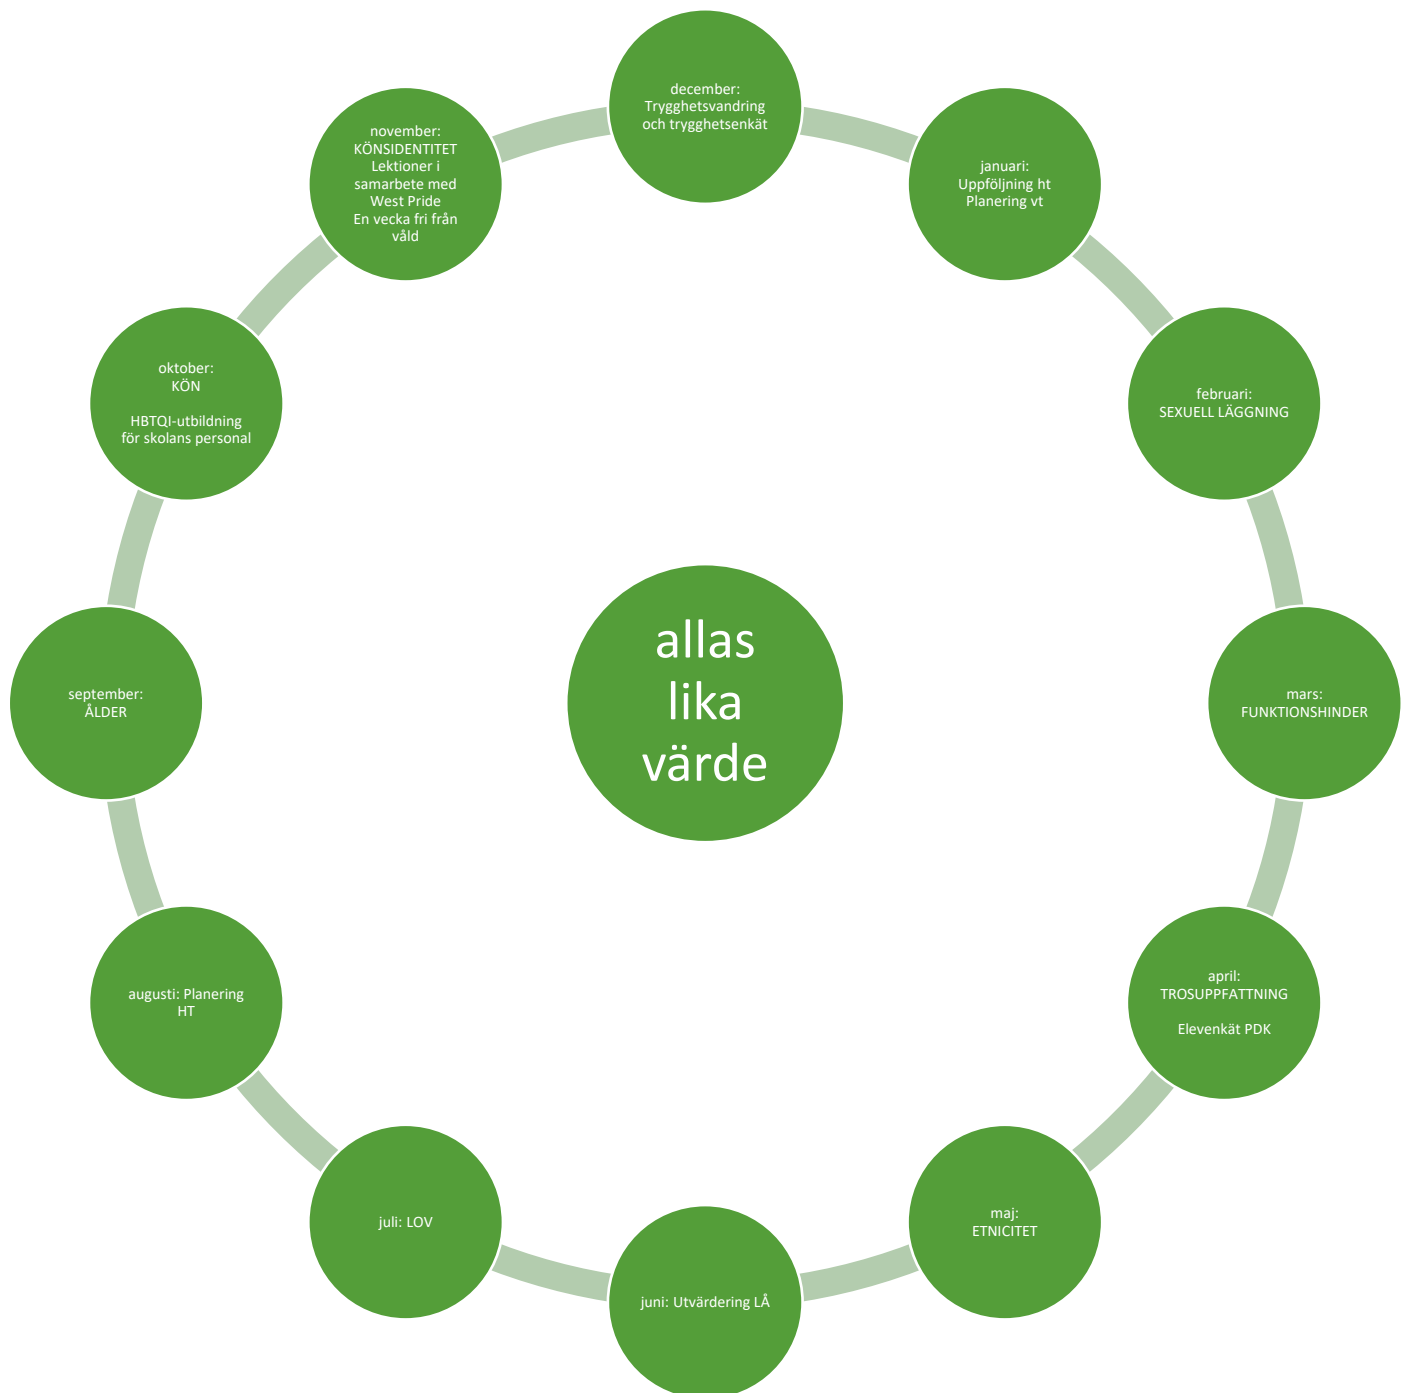 december:
Trygghetsvandring
och trygghetsenkät
januari:
Uppföljning ht
Planering vt
februari:
SEXUELL LÄGGNING
mars:
FUNKTIONSHINDER
april:
TROSUPPFATTNING
Elevenkät PDK
maj:
ETNICITET
juni: Utvärdering LÅ
juli: LOV
augusti: Planering
HT
september:
ÅLDER
oktober:
KÖN
HBTQI-utbildning
för skolans personal
november:
KÖNSIDENTITET
Lektioner i
samarbete med
West Pride
En vecka fri från
våld
allas
lika
värde